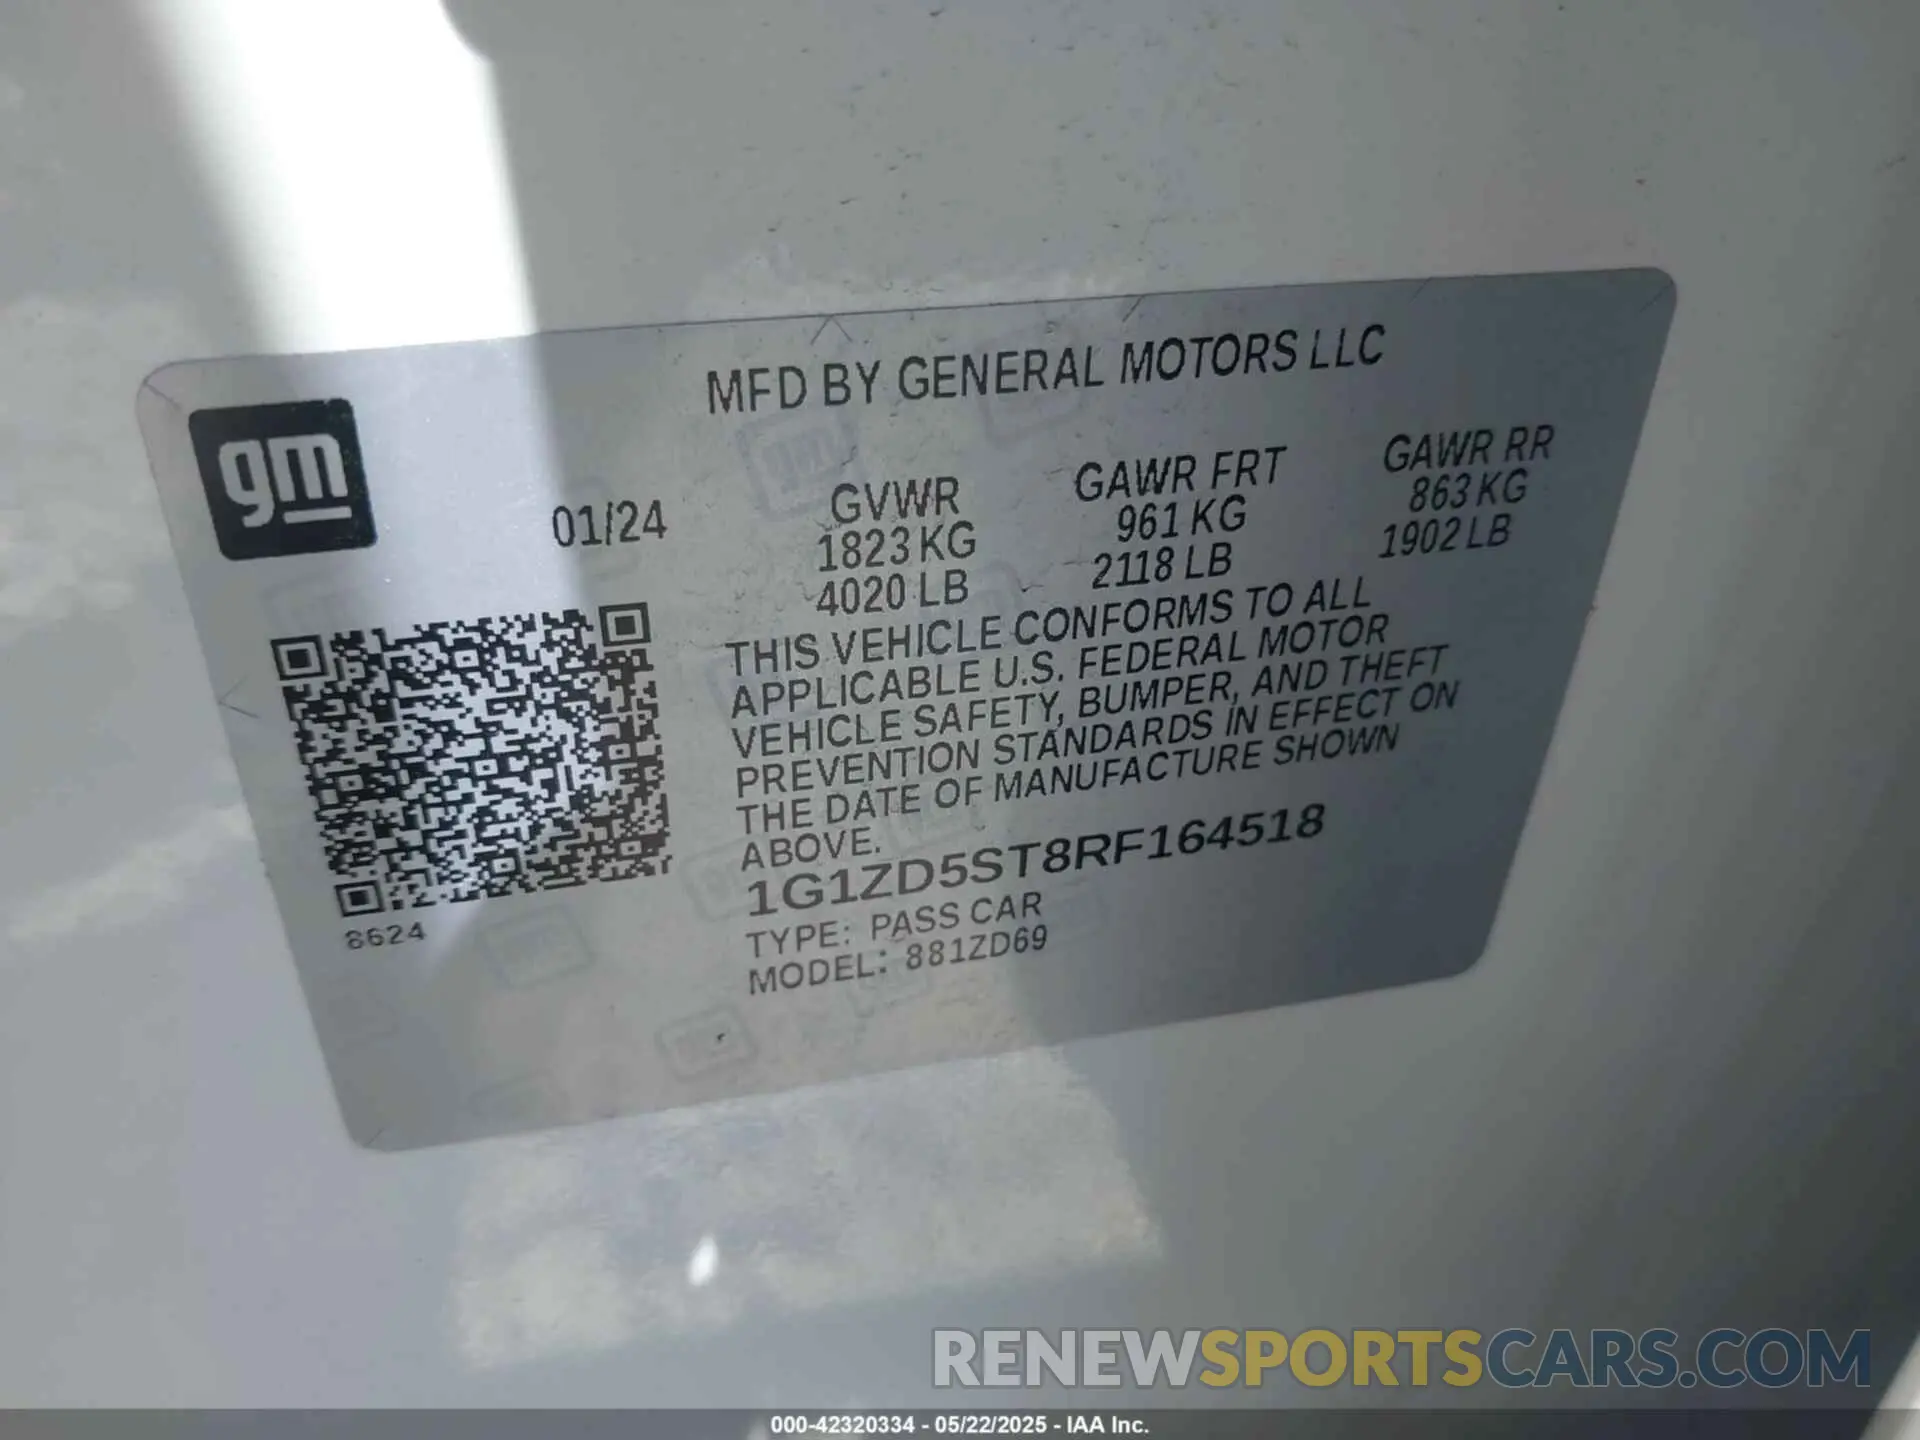 MFD BY GENERAL MOTORS LLC
gm
01/24
GVWR
1823 KG
4020 LB
GAWR FRT
961 KG
2118 LB
GAWR RR
863 KG
1902 LB
THIS VEHICLE CONFORMS TO ALL
APPLICABLE U.S. FEDERAL MOTOR
VEHICLE SAFETY, BUMPER, AND THEFT
PREVENTION STANDARDS IN EFFECT ON
THE DATE OF MANUFACTURE SHOWN
ABOVE.
1G1ZD5ST8RF164518
TYPE: PASS CAR
MODEL: 881ZD69
8624
RENEWSPORTSCARS.COM
000-42320334 - 05/22/2025 - IAA Inc.